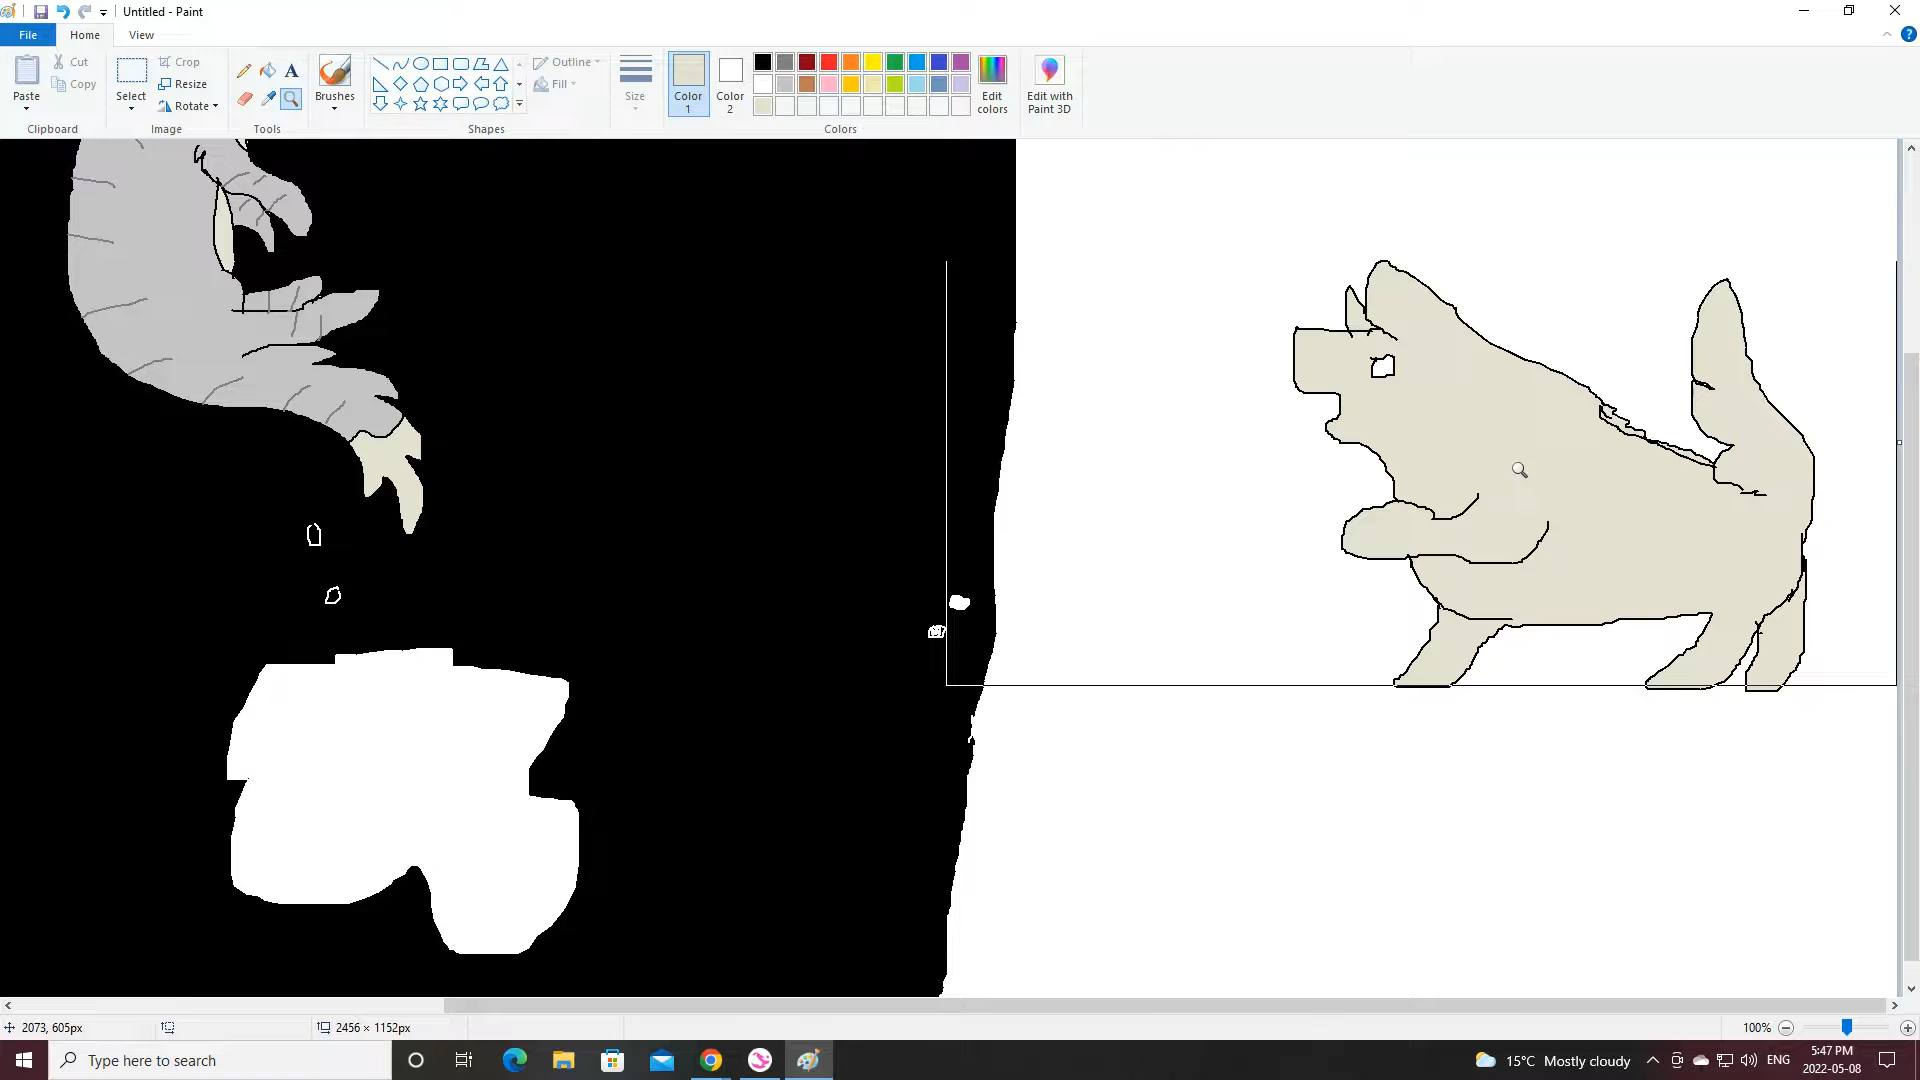 Untitled - Paint
File
Home
View
Paste
Cut
Copy
Clipboard
Select
Crop
Resize
Rotate
Image
A
Tools
Brushes
Outline
Fill
Shapes
Size
Color 1
Color 2
Edit colors
Colors
Edit with Paint 3D
?
2073, 605px
2456 × 1152px
100%
Type here to search
15°C Mostly cloudy
ENG
5:47 PM
2022-05-08